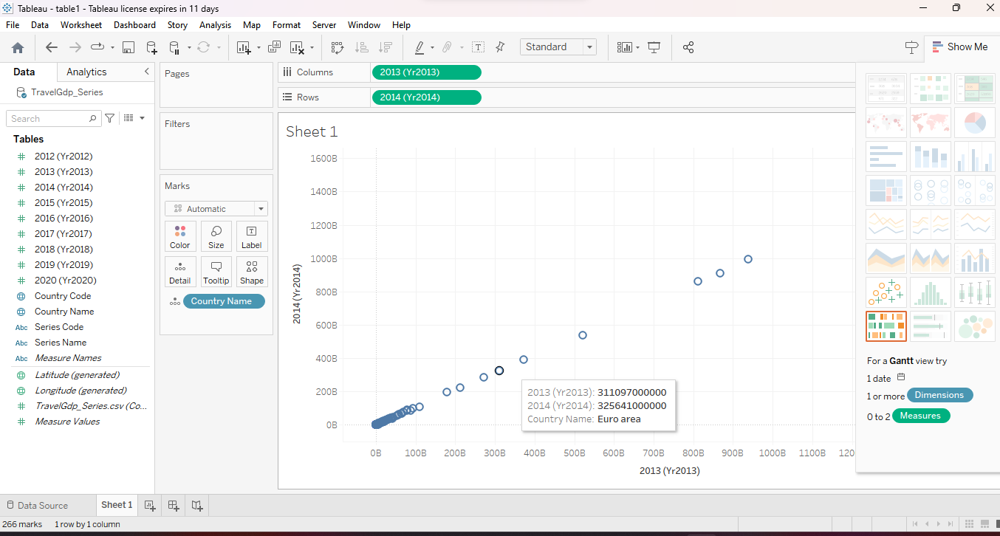 Tableau - table1 - Tableau license expires in 11 days
File Data Worksheet Dashboard Story Analysis Map Format Server Window Help
Standard
Show Me
Data Analytics
TravelGdp_Series
Search
Tables
2012 (Yr2012)
2013 (Yr2013)
2014 (Yr2014)
2015 (Yr2015)
2016 (Yr2016)
2017 (Yr2017)
2018 (Yr2018)
2019 (Yr2019)
2020 (Yr2020)
Country Code
Country Name
Abc Series Code
Abc Series Name
Abc Measure Names
Latitude (generated)
Longitude (generated)
TravelGdp_Series.csv (Co...
Measure Values
Pages
Filters
Marks
Automatic
Color Size Label
Detail Tooltip Shape
Country Name
Columns 2013 (Yr2013)
Rows 2014 (Yr2014)
Sheet 1
1600B
1400B
1200B
1000B
800B
600B
400B
200B
0B
2014 (Yr2014)
2013 (Yr2013): 311097000000
2014 (Yr2014): 325641000000
Country Name: Euro area
0B 100B 200B 300B 400B 500B 600B 700B 800B 900B 1000B 1100B 120
2013 (Yr2013)
For a Gantt view try
1 date
1 or more Dimensions
0 to 2 Measures
Data Source Sheet 1
266 marks 1 row by 1 column